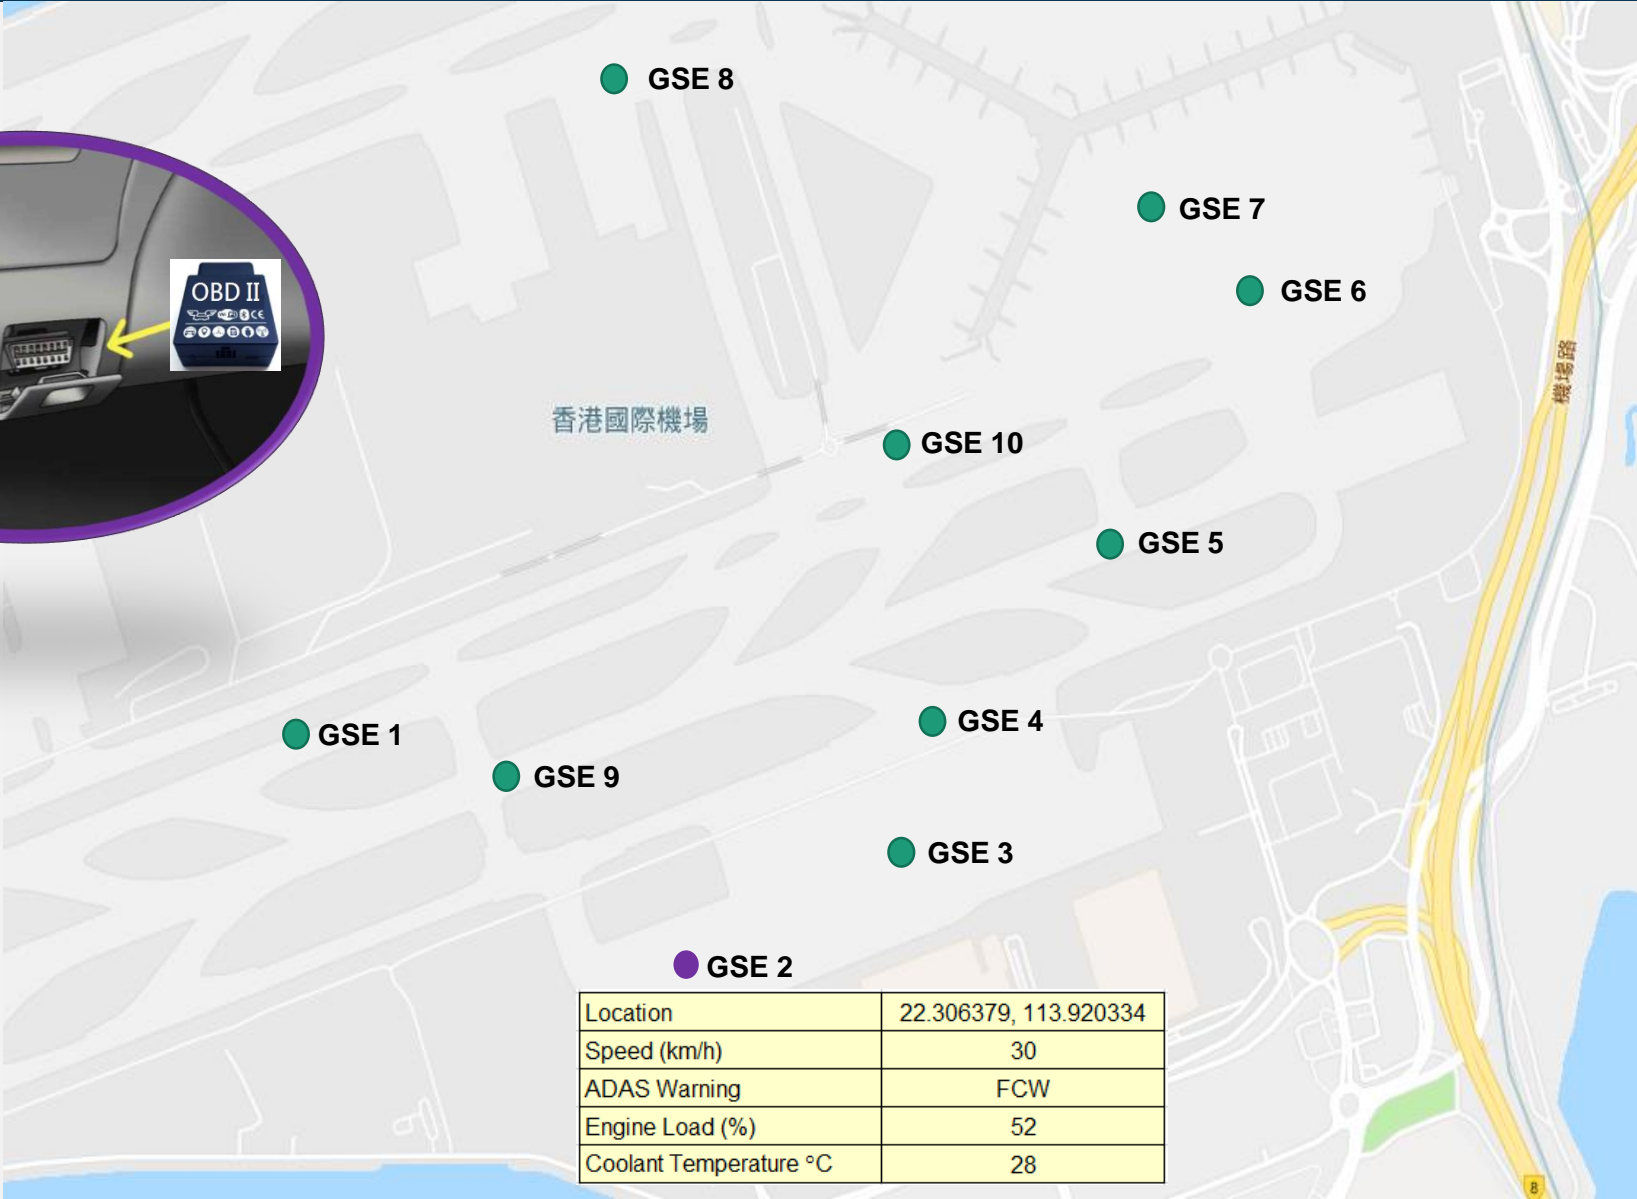 GSE 8
GSE 7
OBD II
GSE 6
機場路
香港國際機場
GSE 10
GSE 5
GSE 4
GSE 1
GSE 9
GSE 3
GSE 2
Location 22.306379, 113.920334
Speed (km/h) 30
ADAS Warning FCW
Engine Load (%) 52
Coolant Temperature °C 28
8